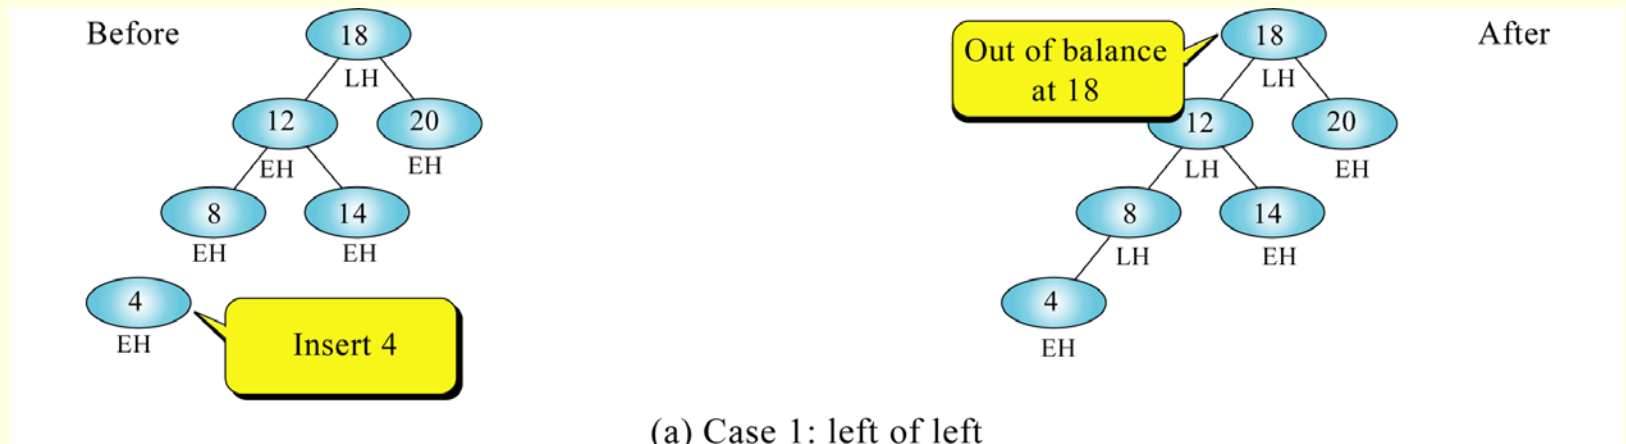 Before
18
LH
12
20
EH
EH
8
14
EH
EH
4
EH
Insert 4
After
Out of balance
at 18
18
LH
12
20
LH
EH
8
14
LH
EH
4
EH
(a) Case 1: left of left